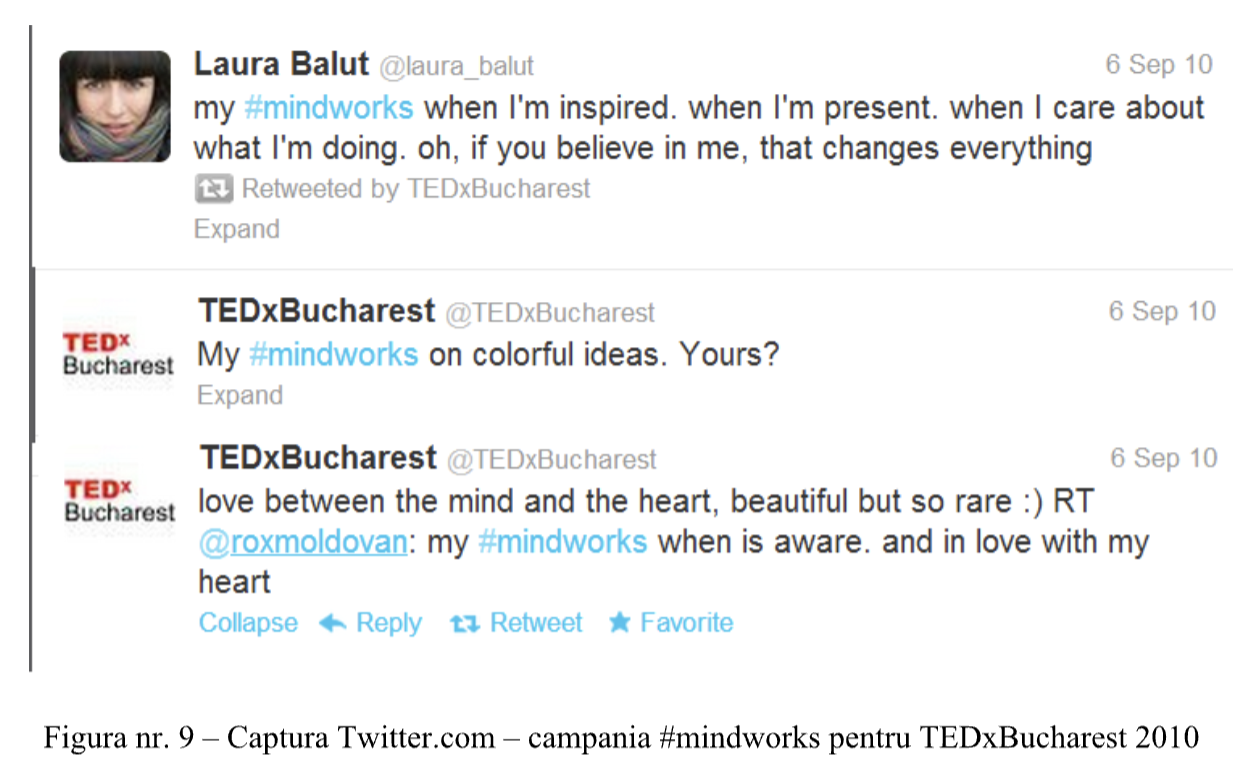 Laura Balut @laura_balut 6 Sep 10
my #mindworks when I'm inspired. when I'm present. when I care about
what I'm doing. oh, if you believe in me, that changes everything
Retweeted by TEDxBucharest
Expand
TEDxBucharest @TEDxBucharest 6 Sep 10
TEDx
Bucharest
My #mindworks on colorful ideas. Yours?
Expand
TEDxBucharest @TEDxBucharest 6 Sep 10
TEDx
Bucharest
love between the mind and the heart, beautiful but so rare :) RT
@roxmoldovan: my #mindworks when is aware. and in love with my
heart
Collapse Reply Retweet Favorite
Figura nr. 9 – Captura Twitter.com – campania #mindworks pentru TEDxBucharest 2010